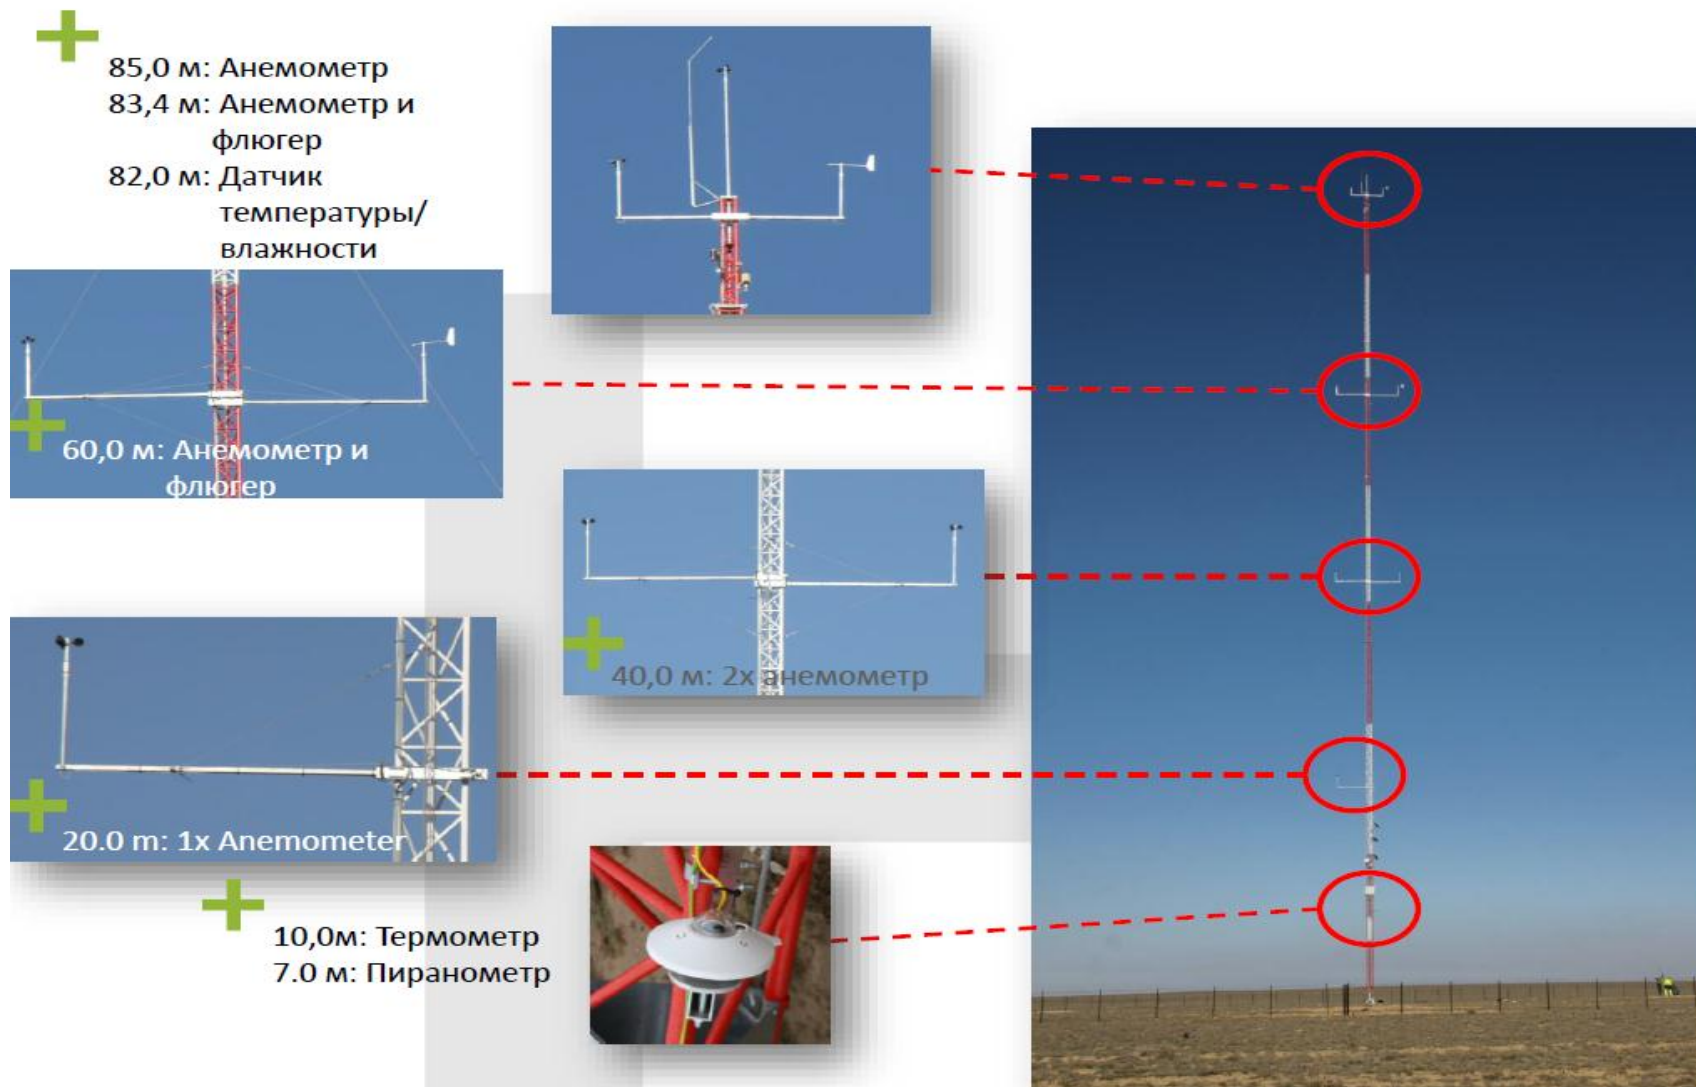 85,0 м: Анемометр
83,4 м: Анемометр и
флюгер
82,0 м: Датчик
температуры/
влажности
60,0 м: Анемометр и
флюгер
40,0 м: 2х анемометр
20.0 m: 1x Anemometer
10,0м: Термометр
7.0 м: Пиранометр